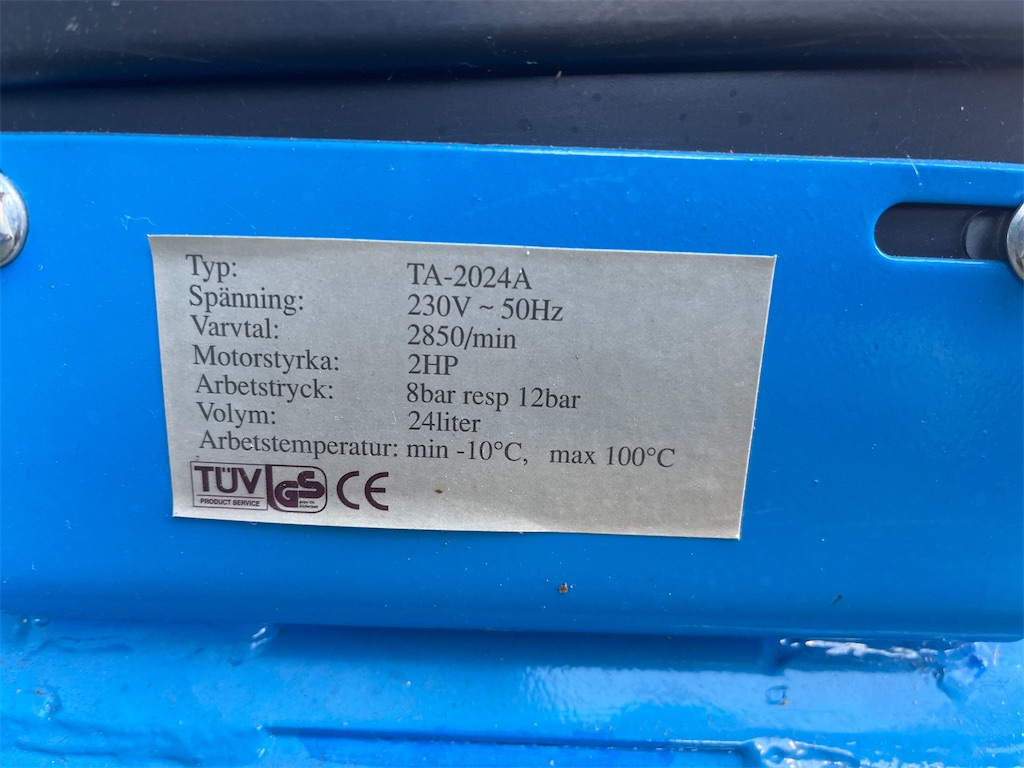 Typ: TA-2024A
Spänning: 230V ~ 50Hz
Varvtal: 2850/min
Motorstyrka: 2HP
Arbetstryck: 8bar resp 12bar
Volym: 24liter
Arbetstemperatur: min -10°C, max 100°C
TÜV GS CE
PRODUCT SERVICE